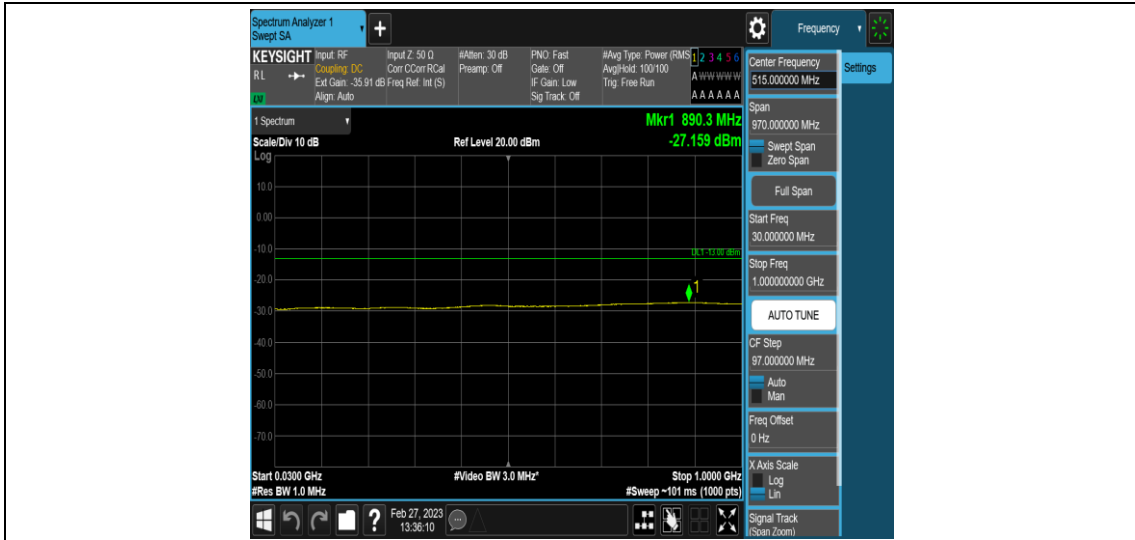 Spectrum Analyzer 1
Swept SA
+
Frequency
KEYSIGHT
RL
LXI
Input: RF
Coupling: DC
Ext Gain: -35.91 dB
Align: Auto
Input Z: 50 Ω
Corr CCorr RCal
Freq Ref: Int (S)
#Atten: 30 dB
Preamp: Off
PNO: Fast
Gate: Off
IF Gain: Low
Sig Track: Off
#Avg Type: Power (RMS
Avg|Hold: 100/100
Trig: Free Run
1 2 3 4 5 6
A W W W W W
A A A A A A
1 Spectrum
Scale/Div 10 dB
Ref Level 20.00 dBm
Mkr1 890.3 MHz
-27.159 dBm
Log
10.0
0.00
-10.0
DL1 -13.00 dBm
-20.0
1
-30.0
-40.0
-50.0
-60.0
-70.0
Start 0.0300 GHz
#Video BW 3.0 MHz*
Stop 1.0000 GHz
#Res BW 1.0 MHz
#Sweep ~101 ms (1000 pts)
?
Feb 27, 2023
13:36:10
Center Frequency
515.000000 MHz
Settings
Span
970.000000 MHz
Swept Span
Zero Span
Full Span
Start Freq
30.000000 MHz
Stop Freq
1.000000000 GHz
AUTO TUNE
CF Step
97.000000 MHz
Auto
Man
Freq Offset
0 Hz
X Axis Scale
Log
Lin
Signal Track
(Span Zoom)